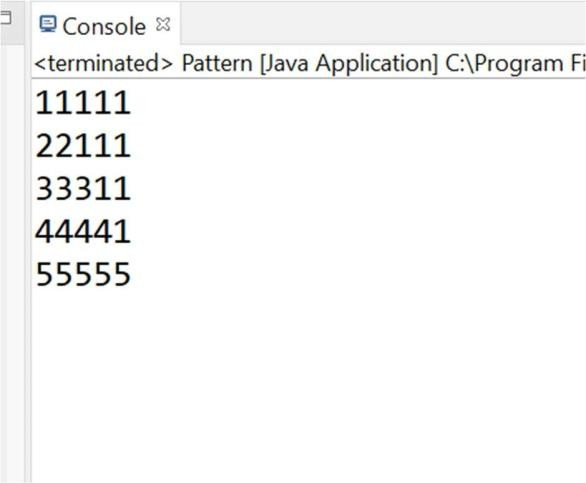 Console
<terminated> Pattern [Java Application] C:\Program Fi
11111
22111
33311
44441
55555